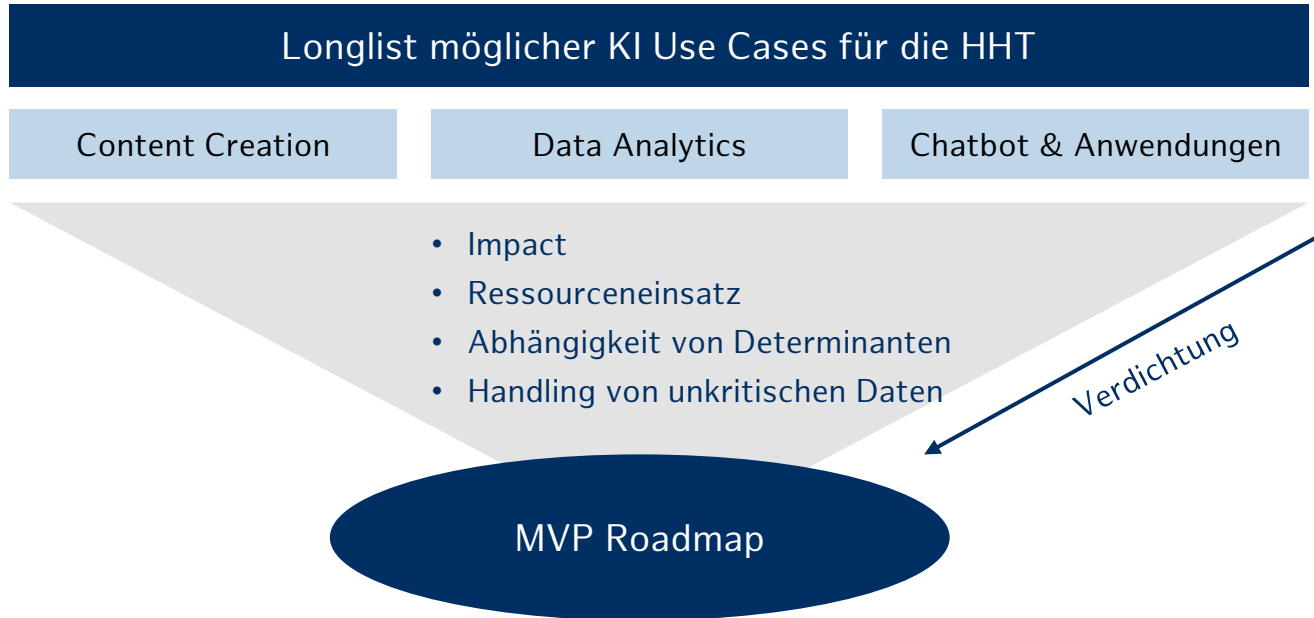 Longlist möglicher KI Use Cases für die HHT
Content Creation
Data Analytics
Chatbot & Anwendungen
• Impact
• Ressourceneinsatz
• Abhängigkeit von Determinanten
• Handling von unkritischen Daten
Verdichtung
MVP Roadmap